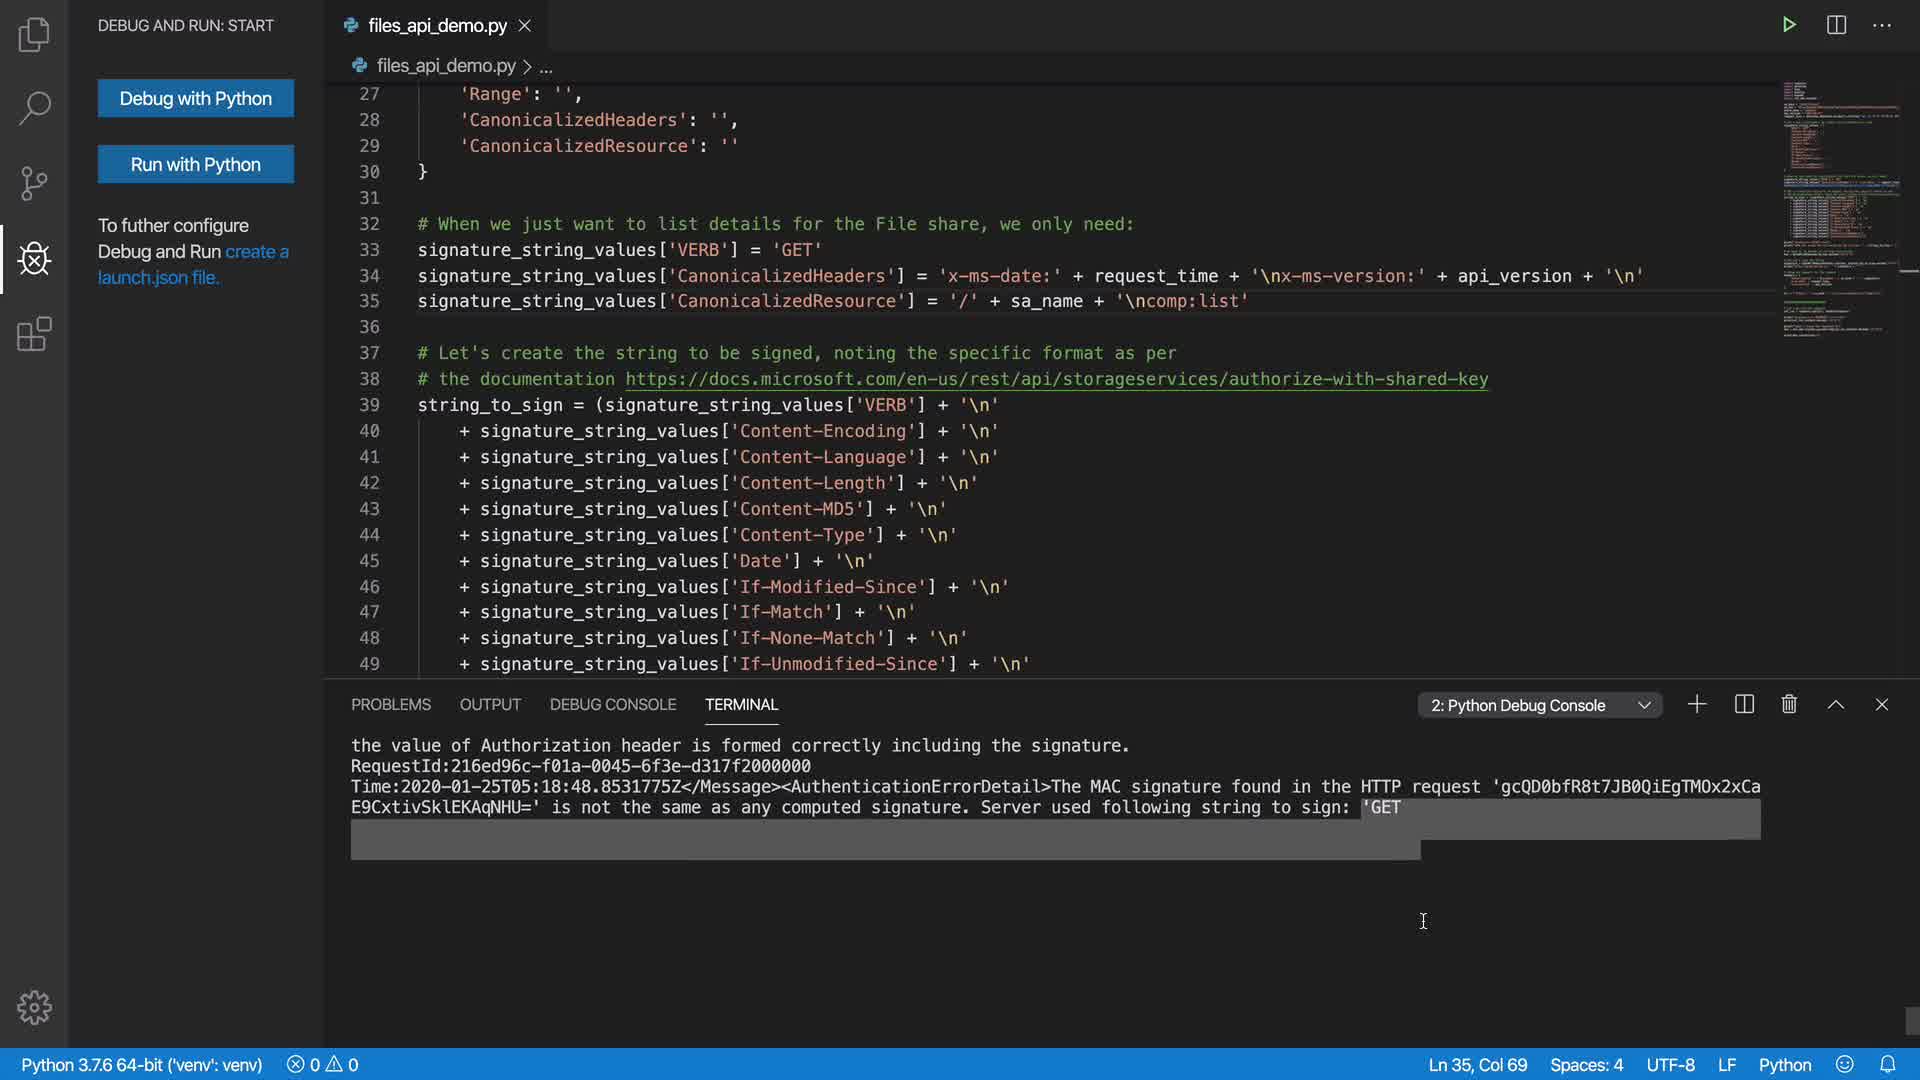 DEBUG AND RUN: START
Debug with Python
Run with Python
To futher configure
Debug and Run create a
launch.json file.
files_api_demo.py
files_api_demo.py > ...
27 'Range': '',
28 'CanonicalizedHeaders': '',
29 'CanonicalizedResource': ''
30 }
31
32 # When we just want to list details for the File share, we only need:
33 signature_string_values['VERB'] = 'GET'
34 signature_string_values['CanonicalizedHeaders'] = 'x-ms-date:' + request_time + '\nx-ms-version:' + api_version + '\n'
35 signature_string_values['CanonicalizedResource'] = '/' + sa_name + '\ncomp:list'
36
37 # Let's create the string to be signed, noting the specific format as per
38 # the documentation https://docs.microsoft.com/en-us/rest/api/storageservices/authorize-with-shared-key
39 string_to_sign = (signature_string_values['VERB'] + '\n'
40 + signature_string_values['Content-Encoding'] + '\n'
41 + signature_string_values['Content-Language'] + '\n'
42 + signature_string_values['Content-Length'] + '\n'
43 + signature_string_values['Content-MD5'] + '\n'
44 + signature_string_values['Content-Type'] + '\n'
45 + signature_string_values['Date'] + '\n'
46 + signature_string_values['If-Modified-Since'] + '\n'
47 + signature_string_values['If-Match'] + '\n'
48 + signature_string_values['If-None-Match'] + '\n'
49 + signature_string_values['If-Unmodified-Since'] + '\n'
PROBLEMS OUTPUT DEBUG CONSOLE TERMINAL 2: Python Debug Console
the value of Authorization header is formed correctly including the signature.
RequestId:216ed96c-f01a-0045-6f3e-d317f2000000
Time:2020-01-25T05:18:48.8531775Z</Message><AuthenticationErrorDetail>The MAC signature found in the HTTP request 'gcQD0bfR8t7JB0QiEgTMOx2xCa
E9CxtivSklEKAqNHU=' is not the same as any computed signature. Server used following string to sign: 'GET
Python 3.7.6 64-bit ('venv': venv) 0 0 Ln 35, Col 69 Spaces: 4 UTF-8 LF Python